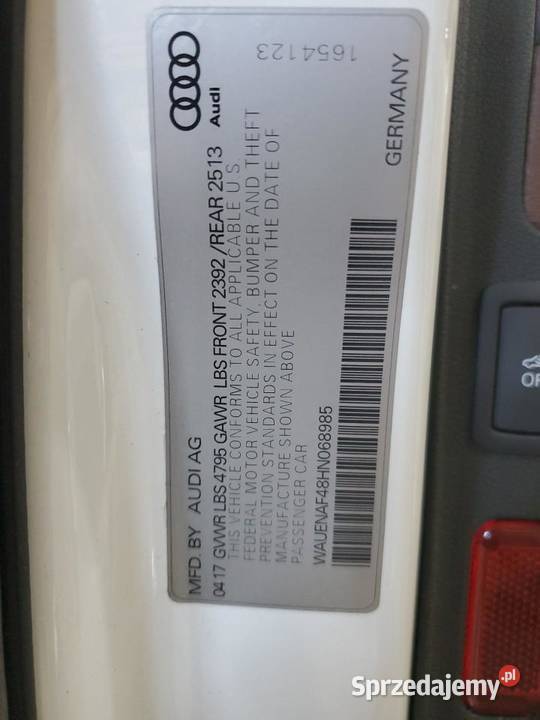 MFD. BY AUDI AG
0417 GVWR LBS 4795 GAWR LBS FRONT 2392 /REAR 2513
THIS VEHICLE CONFORMS TO ALL APPLICABLE U S
FEDERAL MOTOR VEHICLE SAFETY, BUMPER AND THEFT
PREVENTION STANDARDS IN EFFECT ON THE DATE OF
MANUFACTURE SHOWN ABOVE
PASSENGER CAR
WAUENAF48HN068985
Audi
1654123
GERMANY
Sprzedajemy.pl